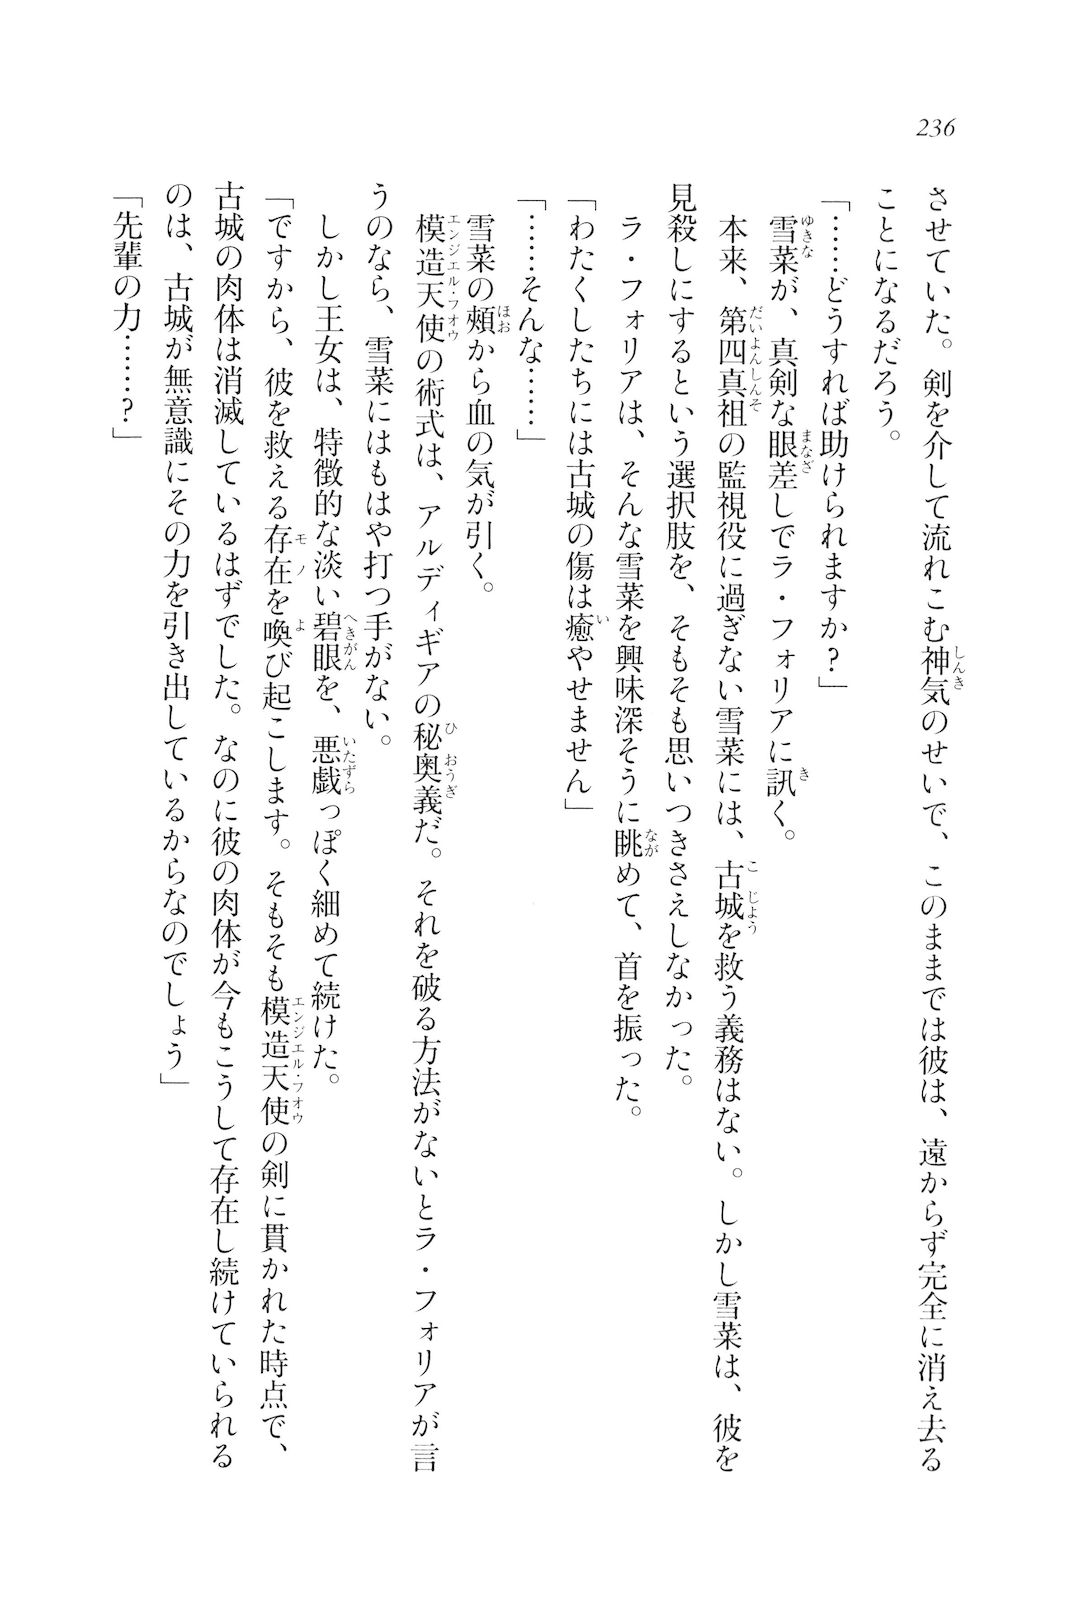 236
させていた。剣を介して流れこむ神気のせいで、このままでは彼は、遠からず完全に消え去る
ことになるだろう。
「……どうすれば助けられますか？」
雪菜が、真剣な眼差しでラ・フォリアに訊く。
本来、第四真祖の監視役に過ぎない雪菜には、古城を救う義務はない。しかし雪菜は、彼を
見殺しにするという選択肢を、そもそも思いつきさえしなかった。
ラ・フォリアは、そんな雪菜を興味深そうに眺めて、首を振った。
「わたくしたちには古城の傷は癒やせません」
「……そんな……」
雪菜の頰から血の気が引く。
模造天使の術式は、アルディギアの秘奥義だ。それを破る方法がないとラ・フォリアが言
うのなら、雪菜にはもはや打つ手がない。
しかし王女は、特徴的な淡い碧眼を、悪戯っぽく細めて続けた。
「ですから、彼を救える存在を喚び起こします。そもそも模造天使の剣に貫かれた時点で、
古城の肉体は消滅しているはずでした。なのに彼の肉体が今もこうして存在し続けていられる
のは、古城が無意識にその力を引き出しているからなのでしょう」
「先輩の力……？」